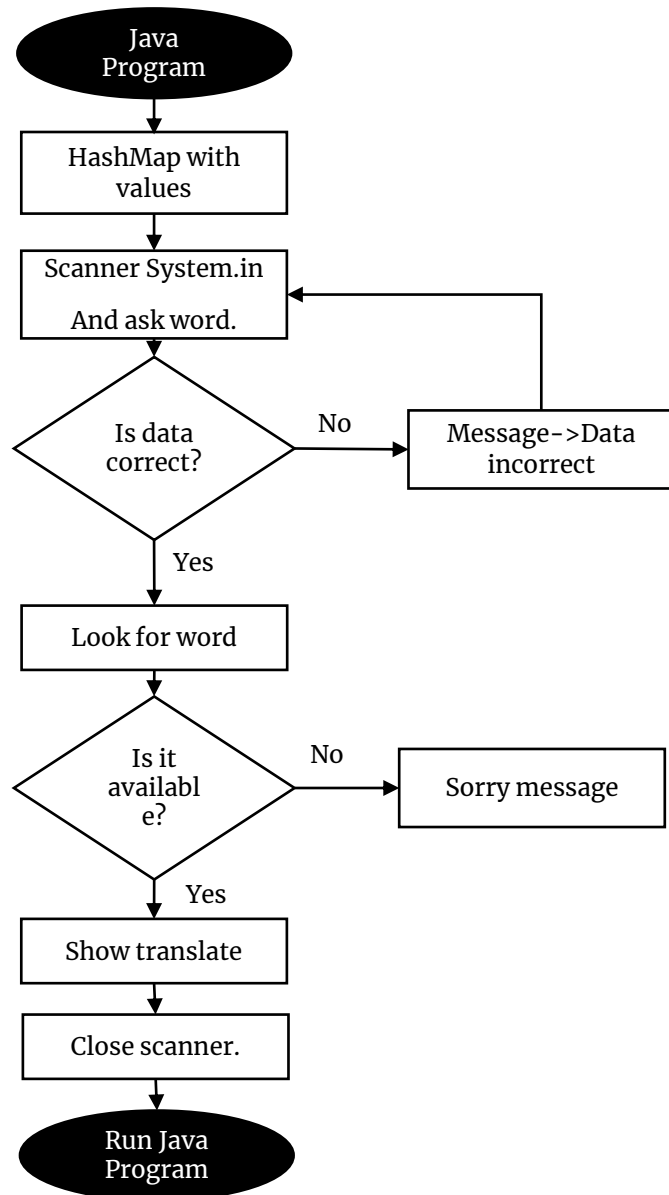 Java
Program
HashMap with
values
Scanner System.in
And ask word.
Is data
correct?
No
Message->Data
incorrect
Yes
Look for word
Is it
availabl
e?
No
Sorry message
Yes
Show translate
Close scanner.
Run Java
Program